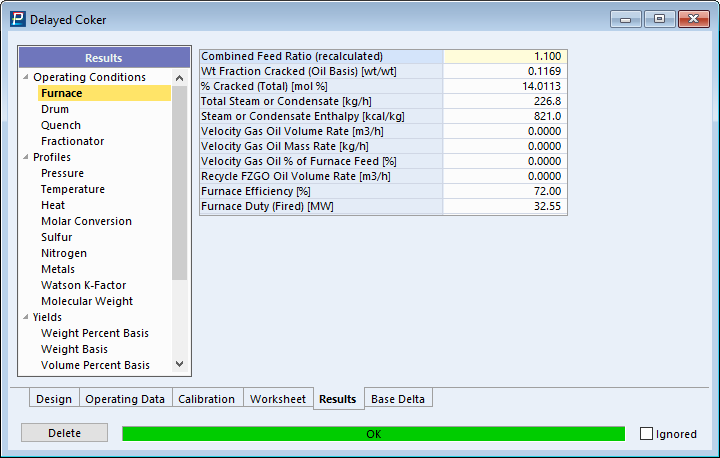 Delayed Coker
Results
Operating Conditions
Furnace
Drum
Quench
Fractionator
Profiles
Pressure
Temperature
Heat
Molar Conversion
Sulfur
Nitrogen
Metals
Watson K-Factor
Molecular Weight
Yields
Weight Percent Basis
Weight Basis
Volume Percent Basis
Combined Feed Ratio (recalculated) 1.100
Wt Fraction Cracked (Oil Basis) [wt/wt] 0.1169
% Cracked (Total) [mol %] 14.0113
Total Steam or Condensate [kg/h] 226.8
Steam or Condensate Enthalpy [kcal/kg] 821.0
Velocity Gas Oil Volume Rate [m3/h] 0.0000
Velocity Gas Oil Mass Rate [kg/h] 0.0000
Velocity Gas Oil % of Furnace Feed [%] 0.0000
Recycle FZGO Oil Volume Rate [m3/h] 0.0000
Furnace Efficiency [%] 72.00
Furnace Duty (Fired) [MW] 32.55
Design Operating Data Calibration Worksheet Results Base Delta
Delete OK Ignored